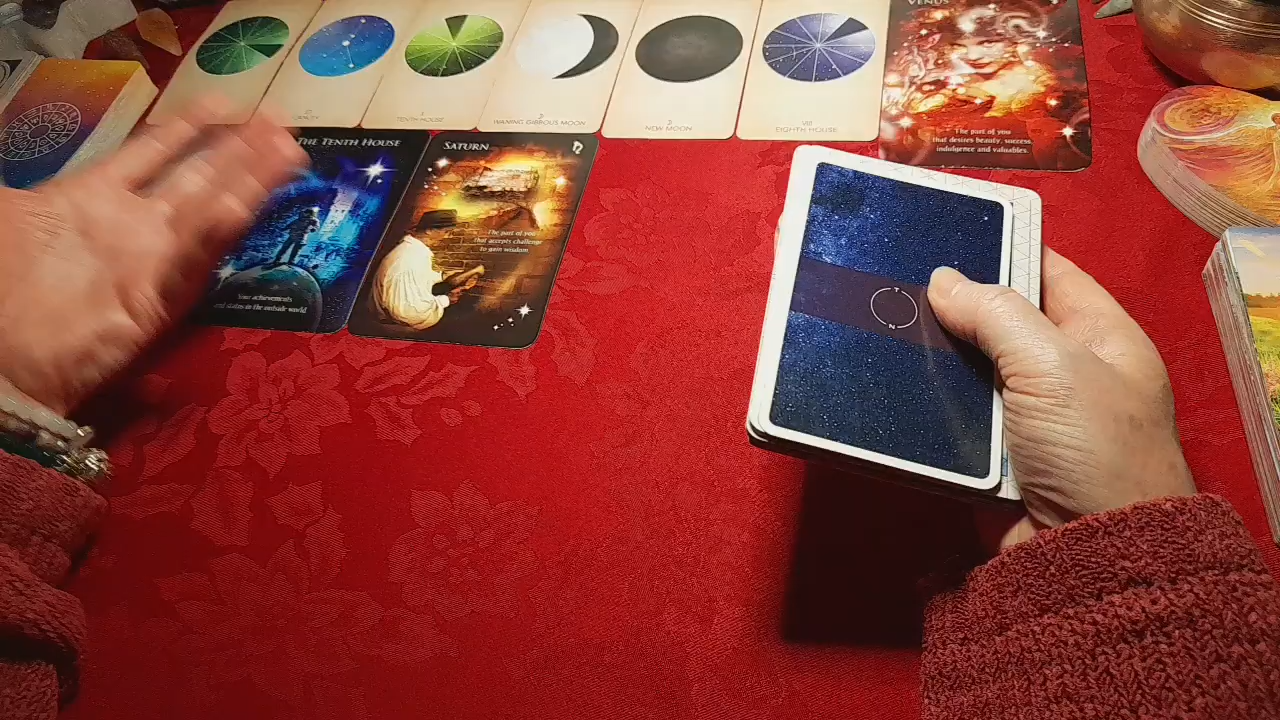 TENTH HOUSE
WANING GIBBOUS MOON
NEW MOON
VIII
EIGHTH HOUSE
VENUS
The part of you
that desires beauty, success,
indulgence and valuables.
THE TENTH HOUSE
Your achievements
and status in the outside world
SATURN
The part of you
that accepts challenge
to gain wisdom
N